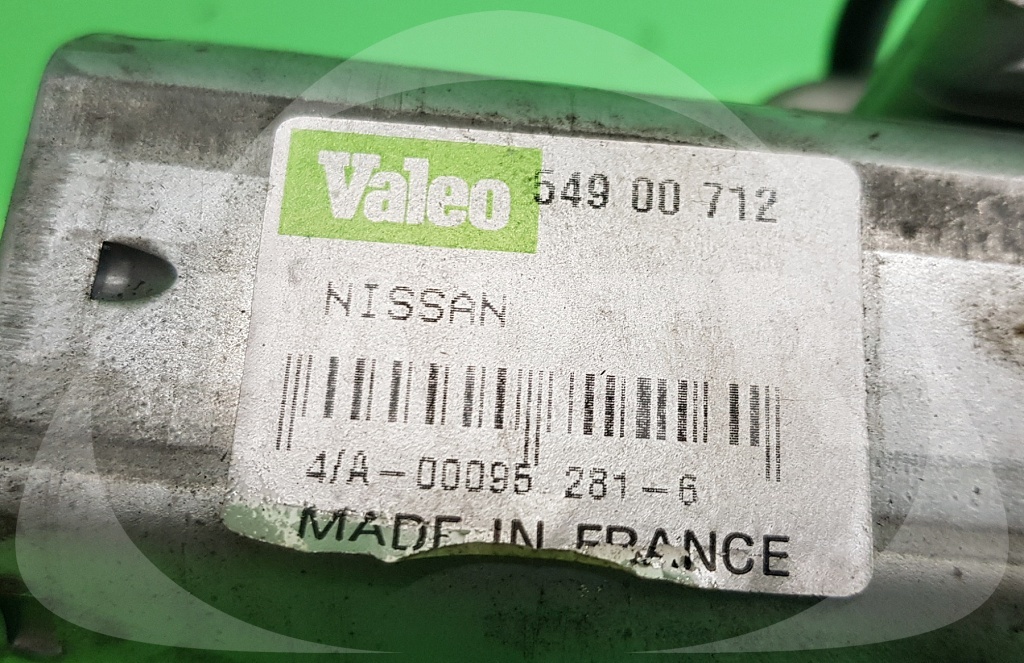 Valeo 549 00 712
NISSAN
4/A-00095 281-6
MADE IN FRANCE